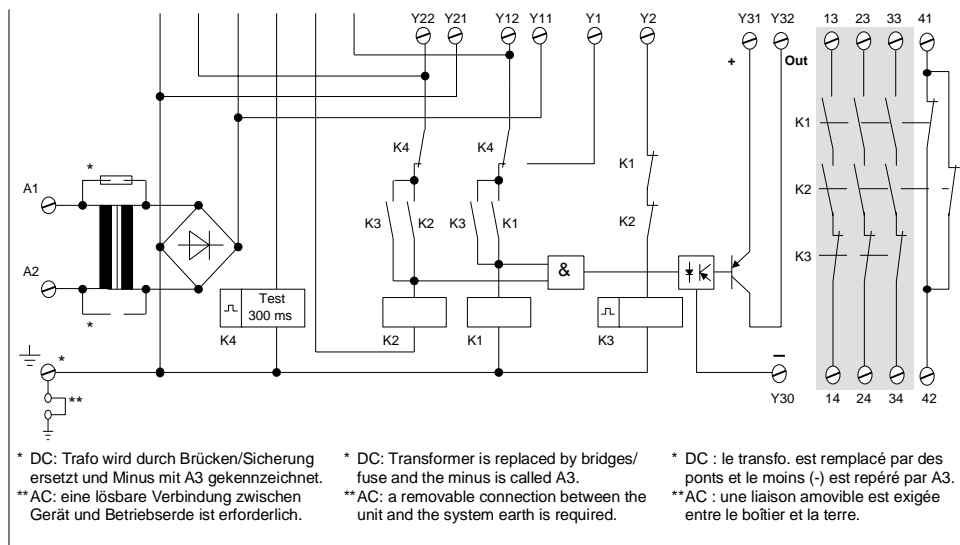 Y22 Y21 Y12 Y11 Y1 Y2 Y31 Y32 13 23 33 41
+ Out
K1
K4 K4
K1
*
A1
K2
K3 K2 K3 K1 K2
A2
&
K3
Test
300 ms
*
K4 K2 K1 K3
*
–
**
Y30 14 24 34 42
* DC: Trafo wird durch Brücken/Sicherung
ersetzt und Minus mit A3 gekennzeichnet.
** AC: eine lösbare Verbindung zwischen
Gerät und Betriebserde ist erforderlich.
* DC: Transformer is replaced by bridges/
fuse and the minus is called A3.
** AC: a removable connection between the
unit and the system earth is required.
* DC : le transfo. est remplacé par des
ponts et le moins (-) est repéré par A3.
** AC : une liaison amovible est exigée
entre le boîtier et la terre.